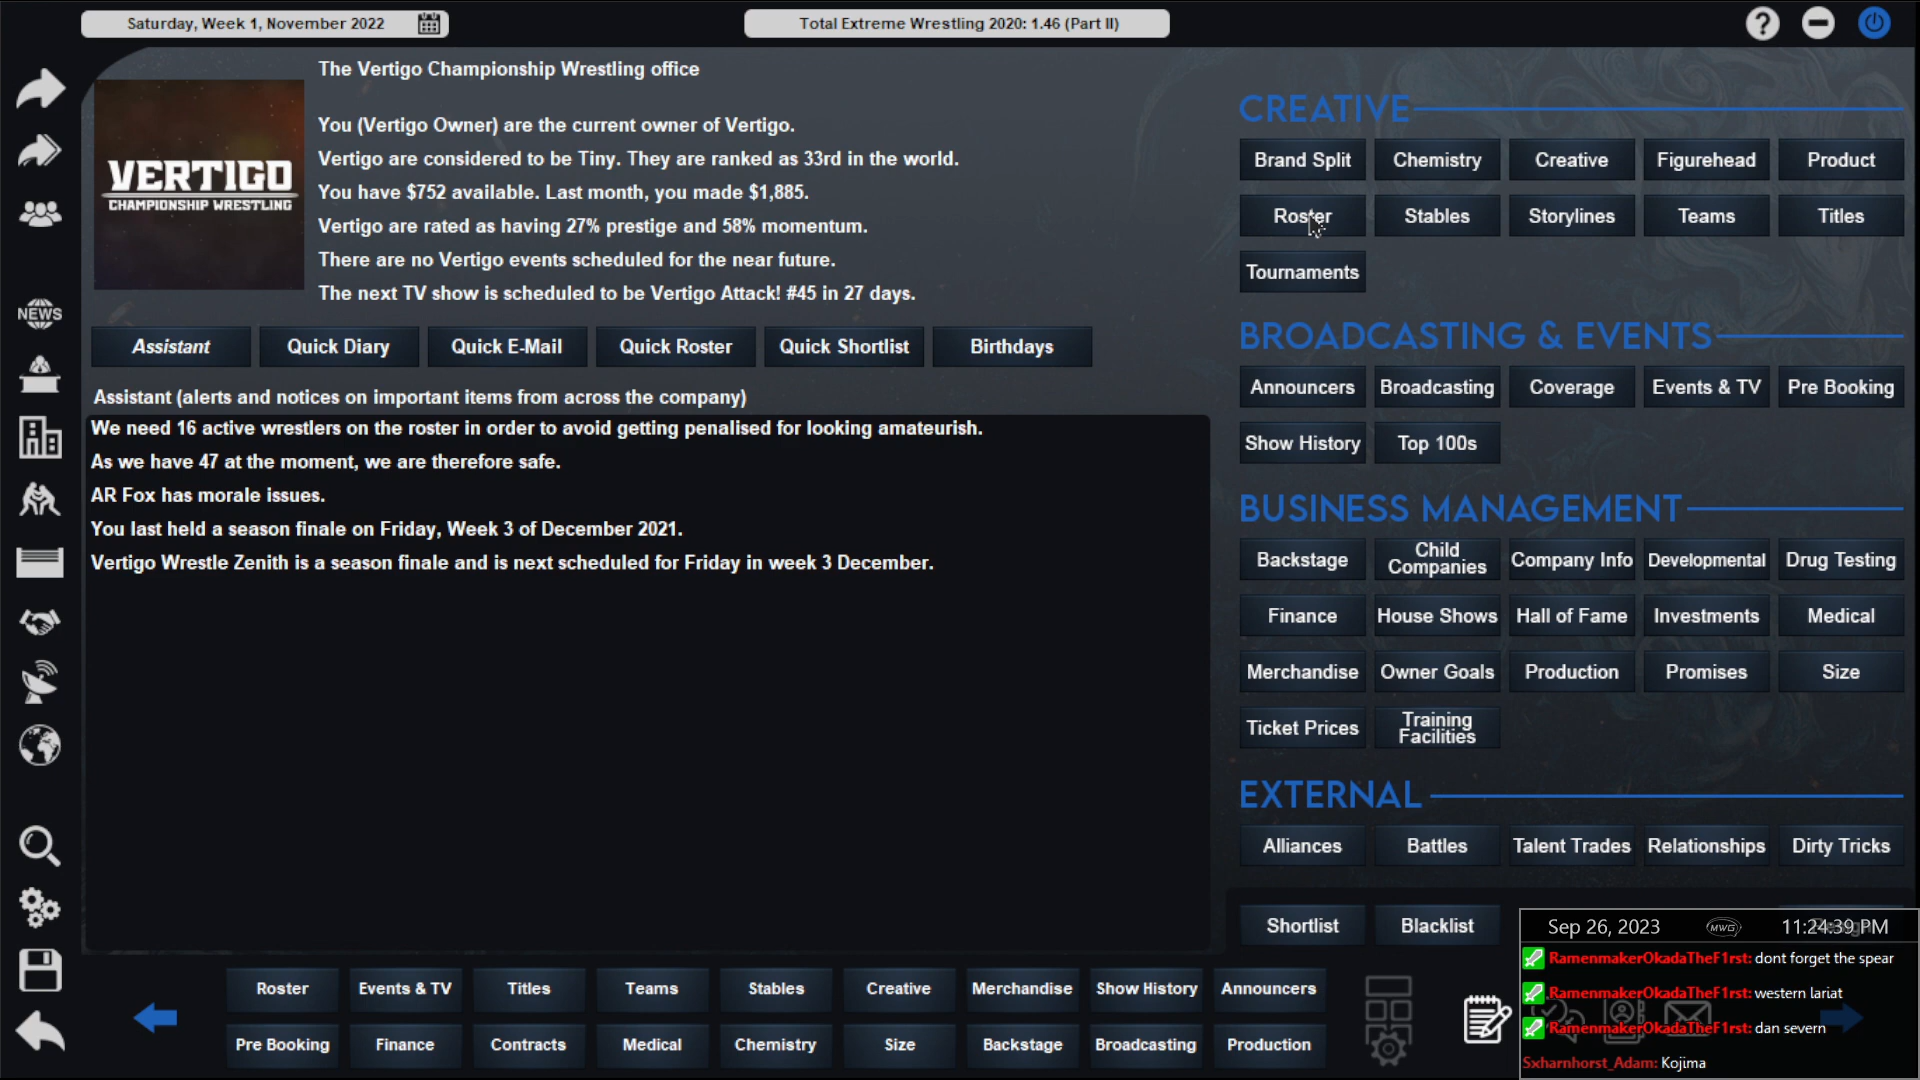 Saturday, Week 1, November 2022
Total Extreme Wrestling 2020: 1.46 (Part II)
?
The Vertigo Championship Wrestling office
VERTIGO
CHAMPIONSHIP WRESTLING
You (Vertigo Owner) are the current owner of Vertigo.
Vertigo are considered to be Tiny. They are ranked as 33rd in the world.
You have $752 available. Last month, you made $1,885.
Vertigo are rated as having 27% prestige and 58% momentum.
There are no Vertigo events scheduled for the near future.
The next TV show is scheduled to be Vertigo Attack! #45 in 27 days.
NEWS
Assistant Quick Diary Quick E-Mail Quick Roster Quick Shortlist Birthdays
Assistant (alerts and notices on important items from across the company)
We need 16 active wrestlers on the roster in order to avoid getting penalised for looking amateurish.
As we have 47 at the moment, we are therefore safe.
AR Fox has morale issues.
You last held a season finale on Friday, Week 3 of December 2021.
Vertigo Wrestle Zenith is a season finale and is next scheduled for Friday in week 3 December.
CREATIVE
Brand Split Chemistry Creative Figurehead Product
Roster Stables Storylines Teams Titles
Tournaments
BROADCASTING & EVENTS
Announcers Broadcasting Coverage Events & TV Pre Booking
Show History Top 100s
BUSINESS MANAGEMENT
Backstage Child Companies Company Info Developmental Drug Testing
Finance House Shows Hall of Fame Investments Medical
Merchandise Owner Goals Production Promises Size
Ticket Prices Training Facilities
EXTERNAL
Alliances Battles Talent Trades Relationships Dirty Tricks
Shortlist Blacklist
Roster Events & TV Titles Teams Stables Creative Merchandise Show History Announcers
Pre Booking Finance Contracts Medical Chemistry Size Backstage Broadcasting Production
Sep 26, 2023 MWG 11:24:39 PM
RamenmakerOkadaTheF1rst: dont forget the spear
RamenmakerOkadaTheF1rst: western lariat
RamenmakerOkadaTheF1rst: dan severn
Sxharnhorst_Adam: Kojima